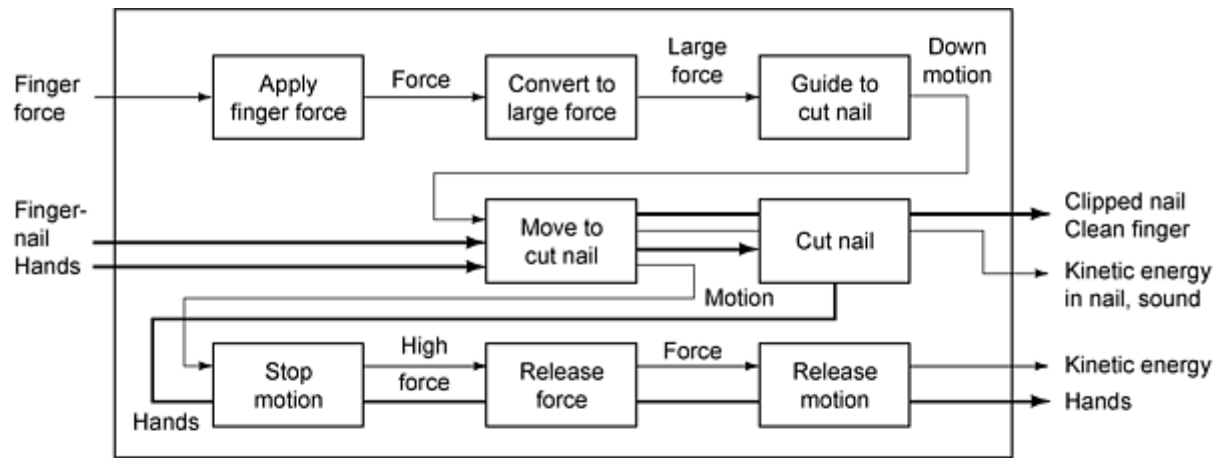 Finger
force
Apply
finger force
Force
Convert to
large force
Large
force
Guide to
cut nail
Down
motion
Finger-
nail
Hands
Move to
cut nail
Cut nail
Clipped nail
Clean finger
Kinetic energy
in nail, sound
Motion
Hands
Stop
motion
High
force
Release
force
Force
Release
motion
Kinetic energy
Hands